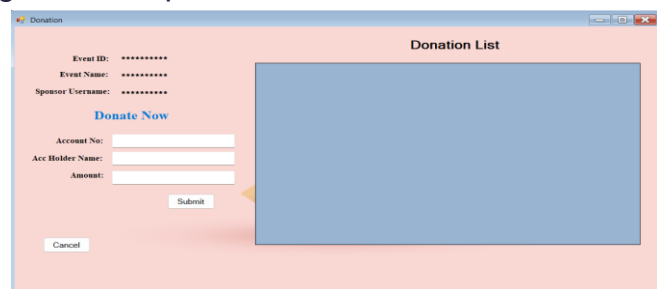 Donation
Donation List
Event ID: **********
Event Name: **********
Sponsor Username: **********
Donate Now
Account No:
Acc Holder Name:
Amount:
Submit
Cancel